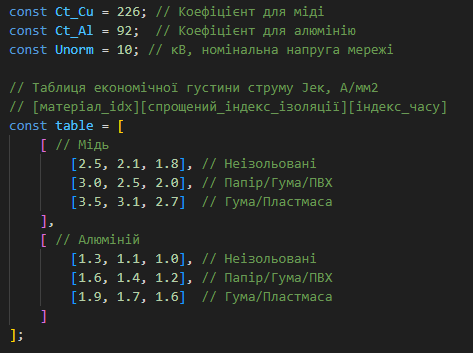 const Ct_Cu = 226; // Коефіцієнт для міді
const Ct_Al = 92;  // Коефіцієнт для алюмінію
const Unorm = 10; // кВ, номінальна напруга мережі

// Таблиця економічної густини струму Jек, А/мм2
// [матеріал_idx][спрощений_індекс_ізоляції][індекс_часу]
const table = [
    [ // Мідь
        [2.5, 2.1, 1.8], // Неізольовані
        [3.0, 2.5, 2.0], // Папір/Гума/ПВХ
        [3.5, 3.1, 2.7]  // Гума/Пластмаса
    ],
    [ // Алюміній
        [1.3, 1.1, 1.0], // Неізольовані
        [1.6, 1.4, 1.2], // Папір/Гума/ПВХ
        [1.9, 1.7, 1.6]  // Гума/Пластмаса
    ]
];